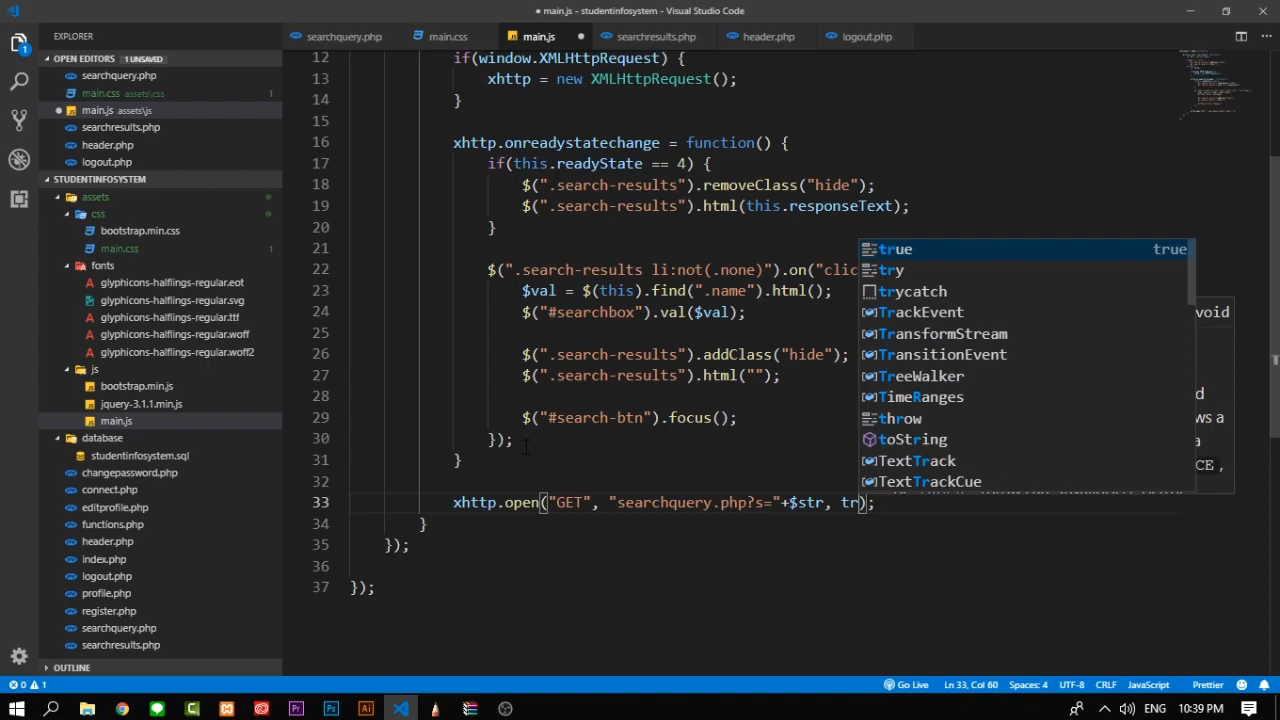 ● main.js - studentinfosystem - Visual Studio Code
EXPLORER
OPEN EDITORS 1 UNSAVED
searchquery.php
main.css assets\css 1
main.js assets\js
searchresults.php
header.php
logout.php
STUDENTINFOSYSTEM
assets
css
bootstrap.min.css
main.css 1
fonts
glyphicons-halflings-regular.eot
glyphicons-halflings-regular.svg
glyphicons-halflings-regular.ttf
glyphicons-halflings-regular.woff
glyphicons-halflings-regular.woff2
js
bootstrap.min.js
jquery-3.1.1.min.js
main.js
database
studentinfosystem.sql
changepassword.php
connect.php
editprofile.php
functions.php
header.php
index.php
logout.php
profile.php
register.php
searchquery.php
searchresults.php
OUTLINE
searchquery.php main.css main.js searchresults.php header.php logout.php
12 if(window.XMLHttpRequest) {
13 xhttp = new XMLHttpRequest();
14 }
15
16 xhttp.onreadystatechange = function() {
17 if(this.readyState == 4) {
18 $(".search-results").removeClass("hide");
19 $(".search-results").html(this.responseText);
20 }
21
22 $(".search-results li:not(.none)").on("clic
23 $val = $(this).find(".name").html();
24 $("#searchbox").val($val);
25
26 $(".search-results").addClass("hide");
27 $(".search-results").html("");
28
29 $("#search-btn").focus();
30 });
31 }
32
33 xhttp.open("GET", "searchquery.php?s="+$str, tr);
34 }
35 });
36
37 });
true true
try
trycatch
TrackEvent
TransformStream
TransitionEvent
TreeWalker
TimeRanges
throw
toString
TextTrack
TextTrackCue
void
ws a
a
0 1
Go Live Ln 33, Col 60 Spaces: 4 UTF-8 CRLF JavaScript Prettier
10:39 PM